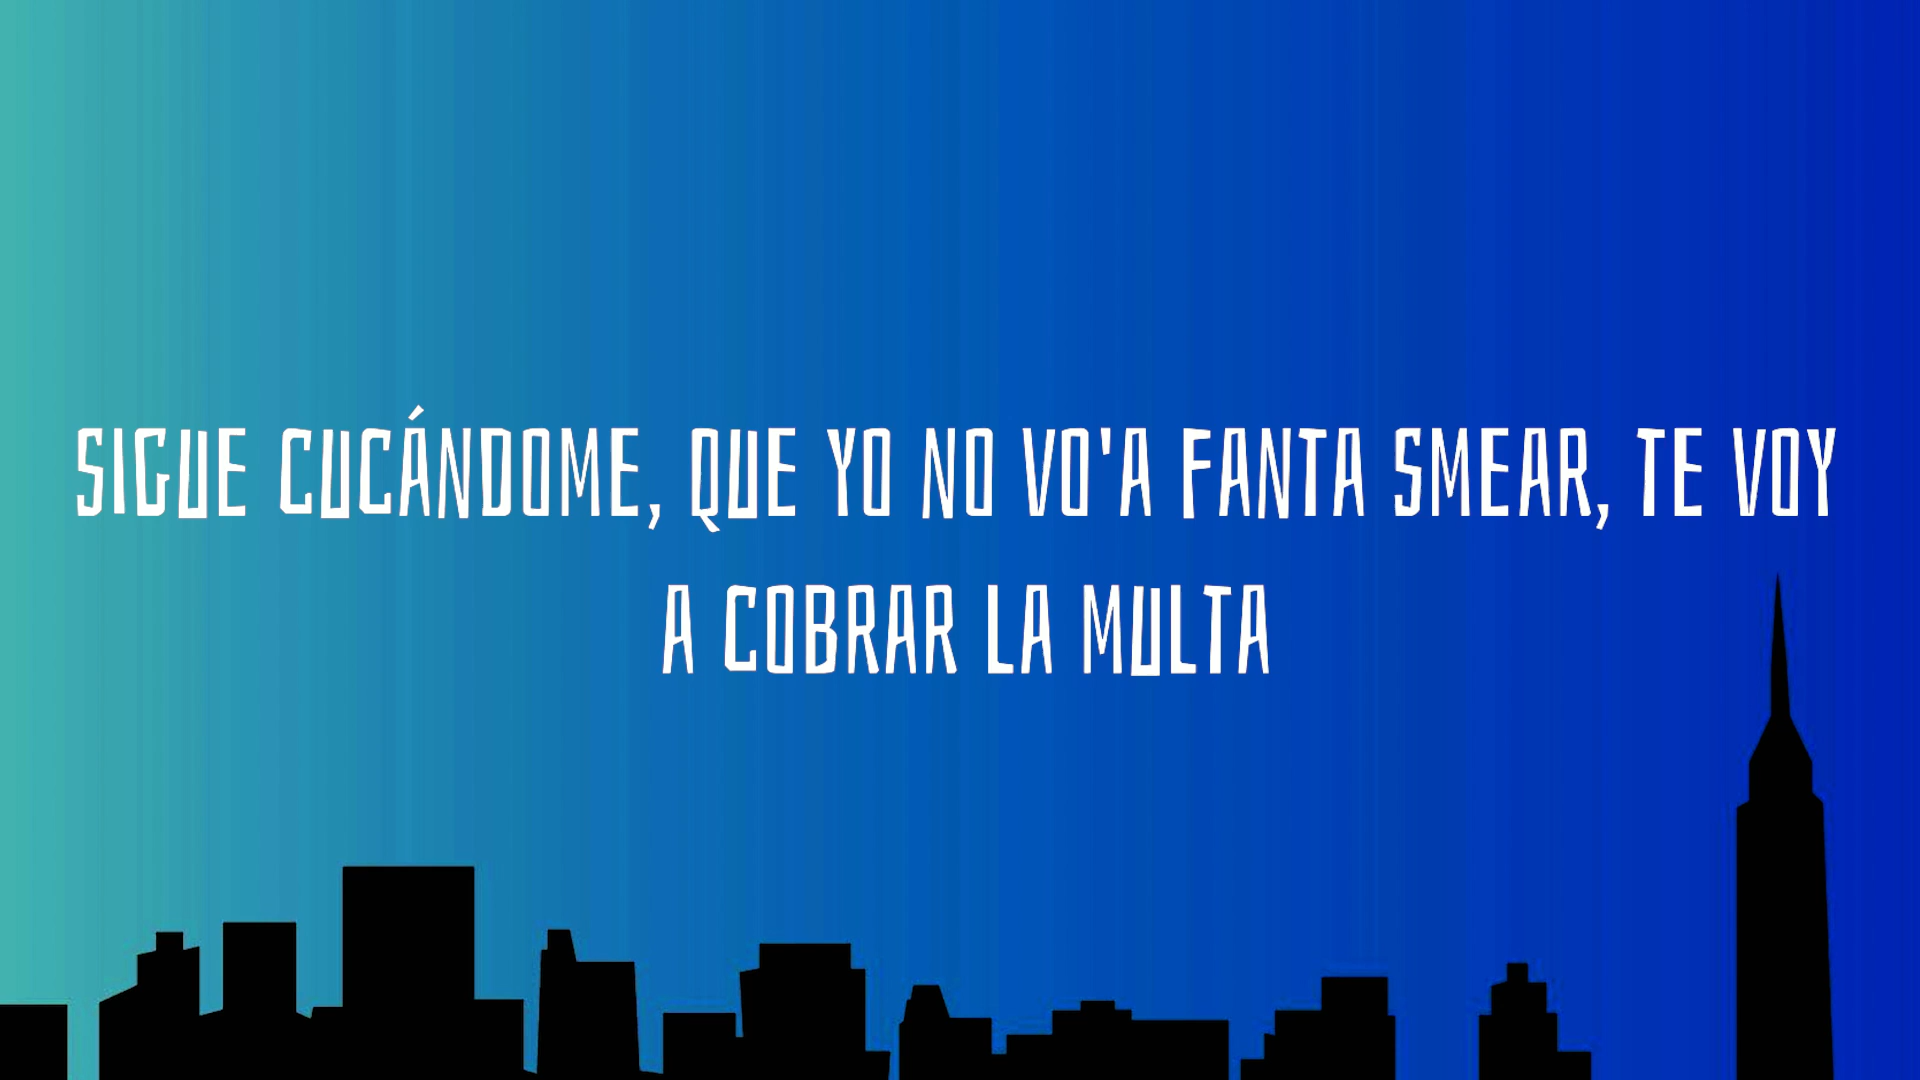 SIGUE CUCÁNDOME, QUE YO NO VO'A FANTA SMEAR, TE VOY
A COBRAR LA MULTA